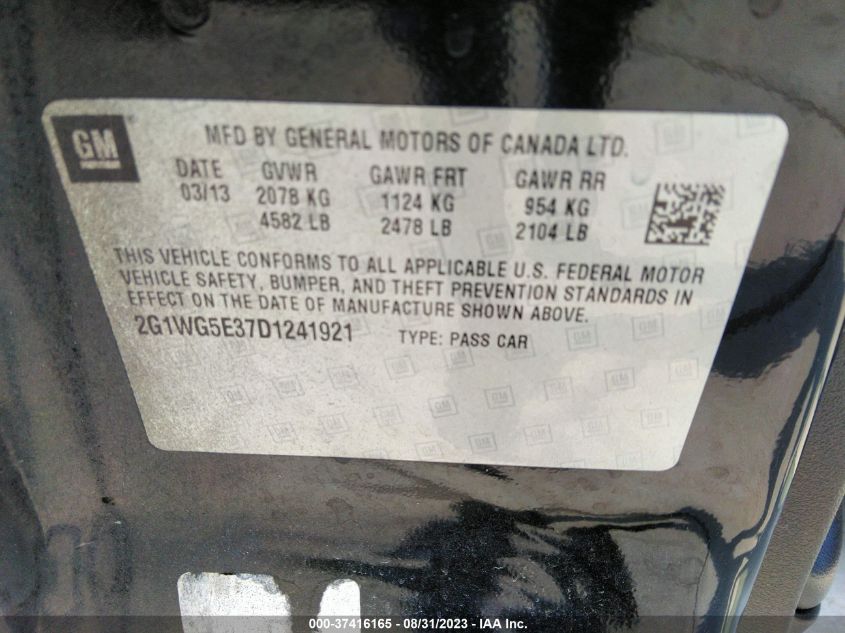 GM
MFD BY GENERAL MOTORS OF CANADA LTD.
DATE GVWR GAWR FRT GAWR RR
03/13 2078 KG 1124 KG 954 KG
4582 LB 2478 LB 2104 LB
THIS VEHICLE CONFORMS TO ALL APPLICABLE U.S. FEDERAL MOTOR
VEHICLE SAFETY, BUMPER, AND THEFT PREVENTION STANDARDS IN
EFFECT ON THE DATE OF MANUFACTURE SHOWN ABOVE.
2G1WG5E37D1241921 TYPE: PASS CAR
000-37416165 - 08/31/2023 - IAA Inc.